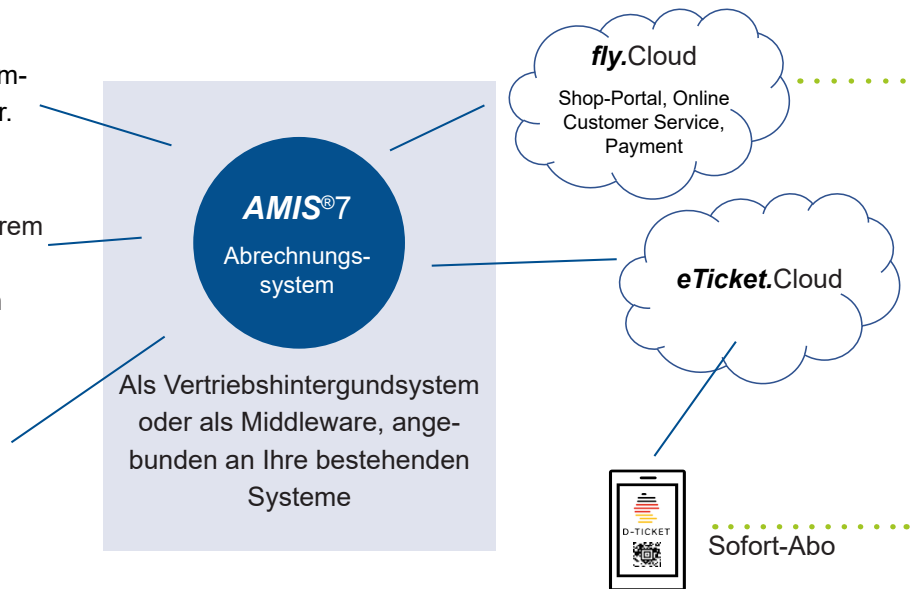 m-
r.
rem
n
AMIS®7
Abrechnungs-
system
Als Vertriebshintergundsystem
oder als Middleware, ange-
bunden an Ihre bestehenden
Systeme
fly.Cloud
Shop-Portal, Online
Customer Service,
Payment
eTicket.Cloud
D-TICKET
Sofort-Abo